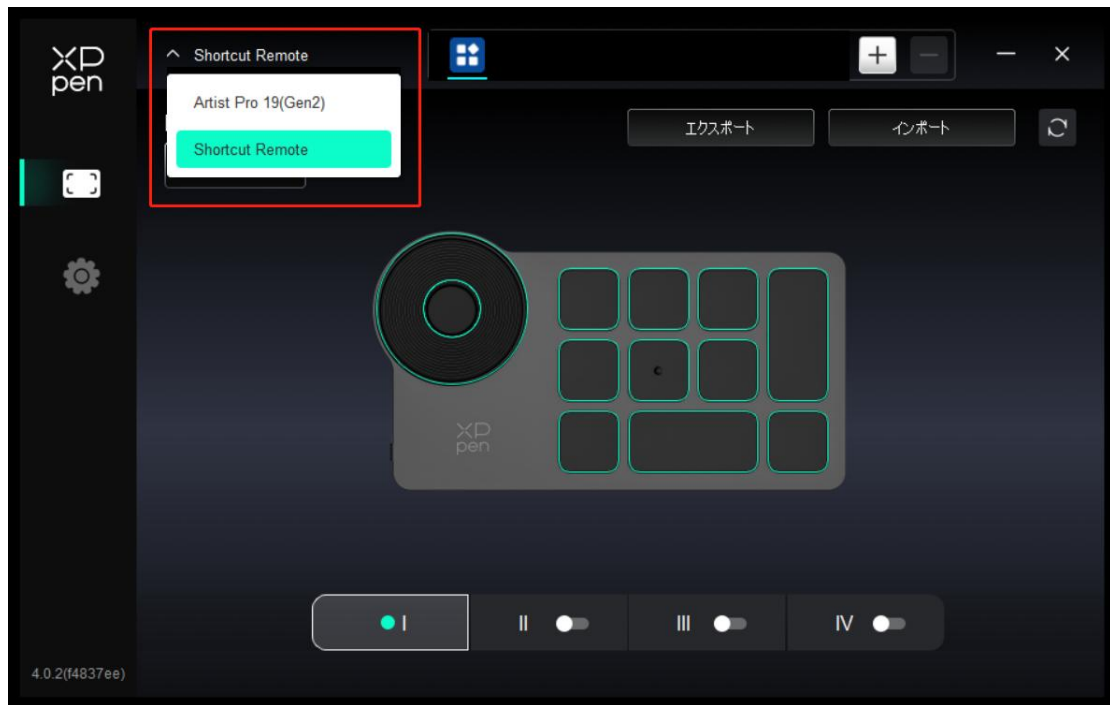 XP
pen
Shortcut Remote
Artist Pro 19(Gen2)
Shortcut Remote
エクスポート
インポート
XP
pen
I
II
III
IV
4.0.2(f4837ee)